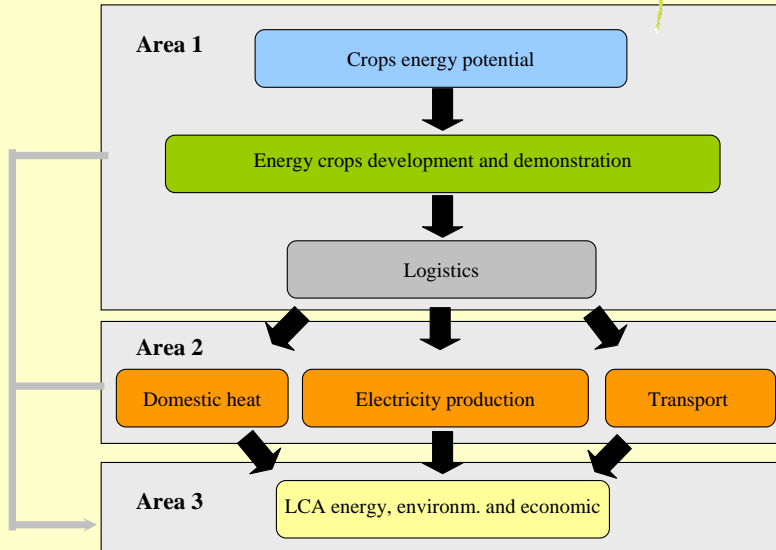 Area 1
Crops energy potential
Energy crops development and demonstration
Logistics
Area 2
Domestic heat
Electricity production
Transport
Area 3
LCA energy, environm. and economic